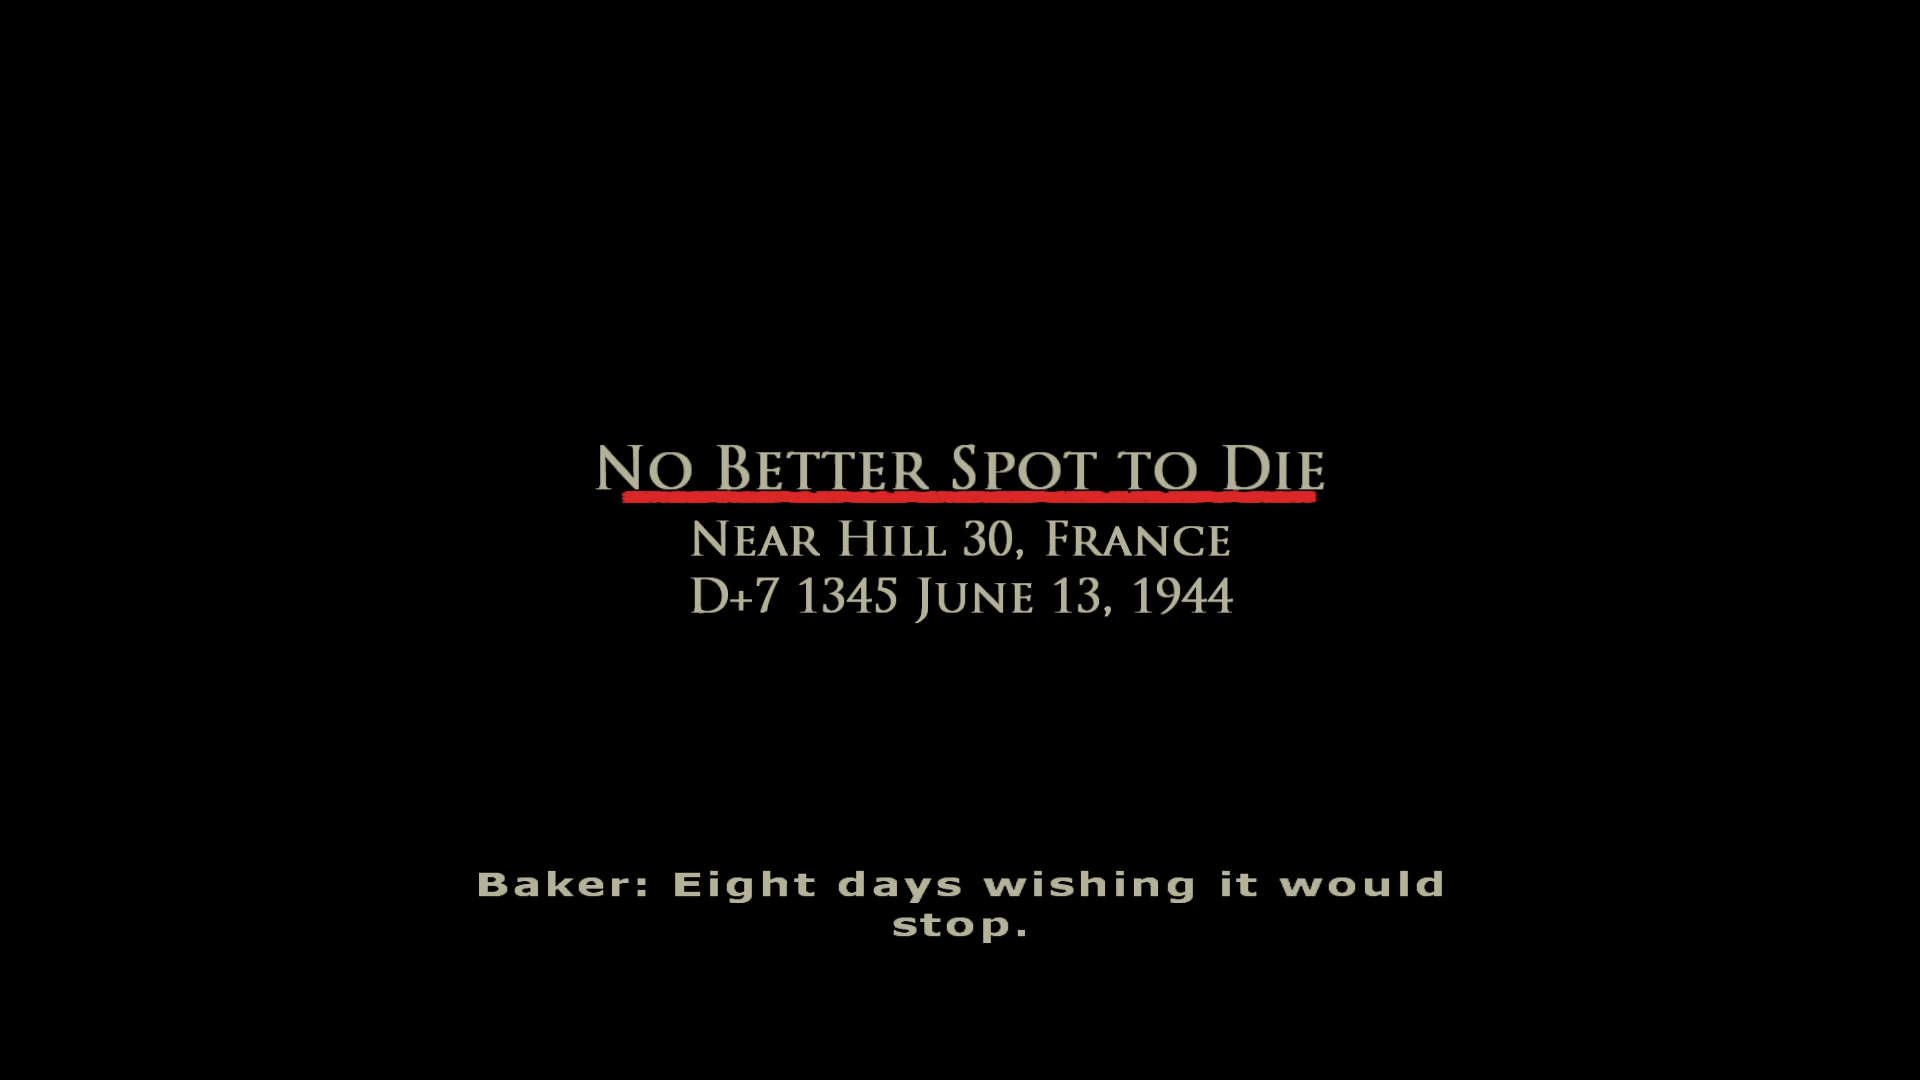 No Better Spot to Die
Near Hill 30, France
D+7 1345 June 13, 1944
Baker: Eight days wishing it would
stop.